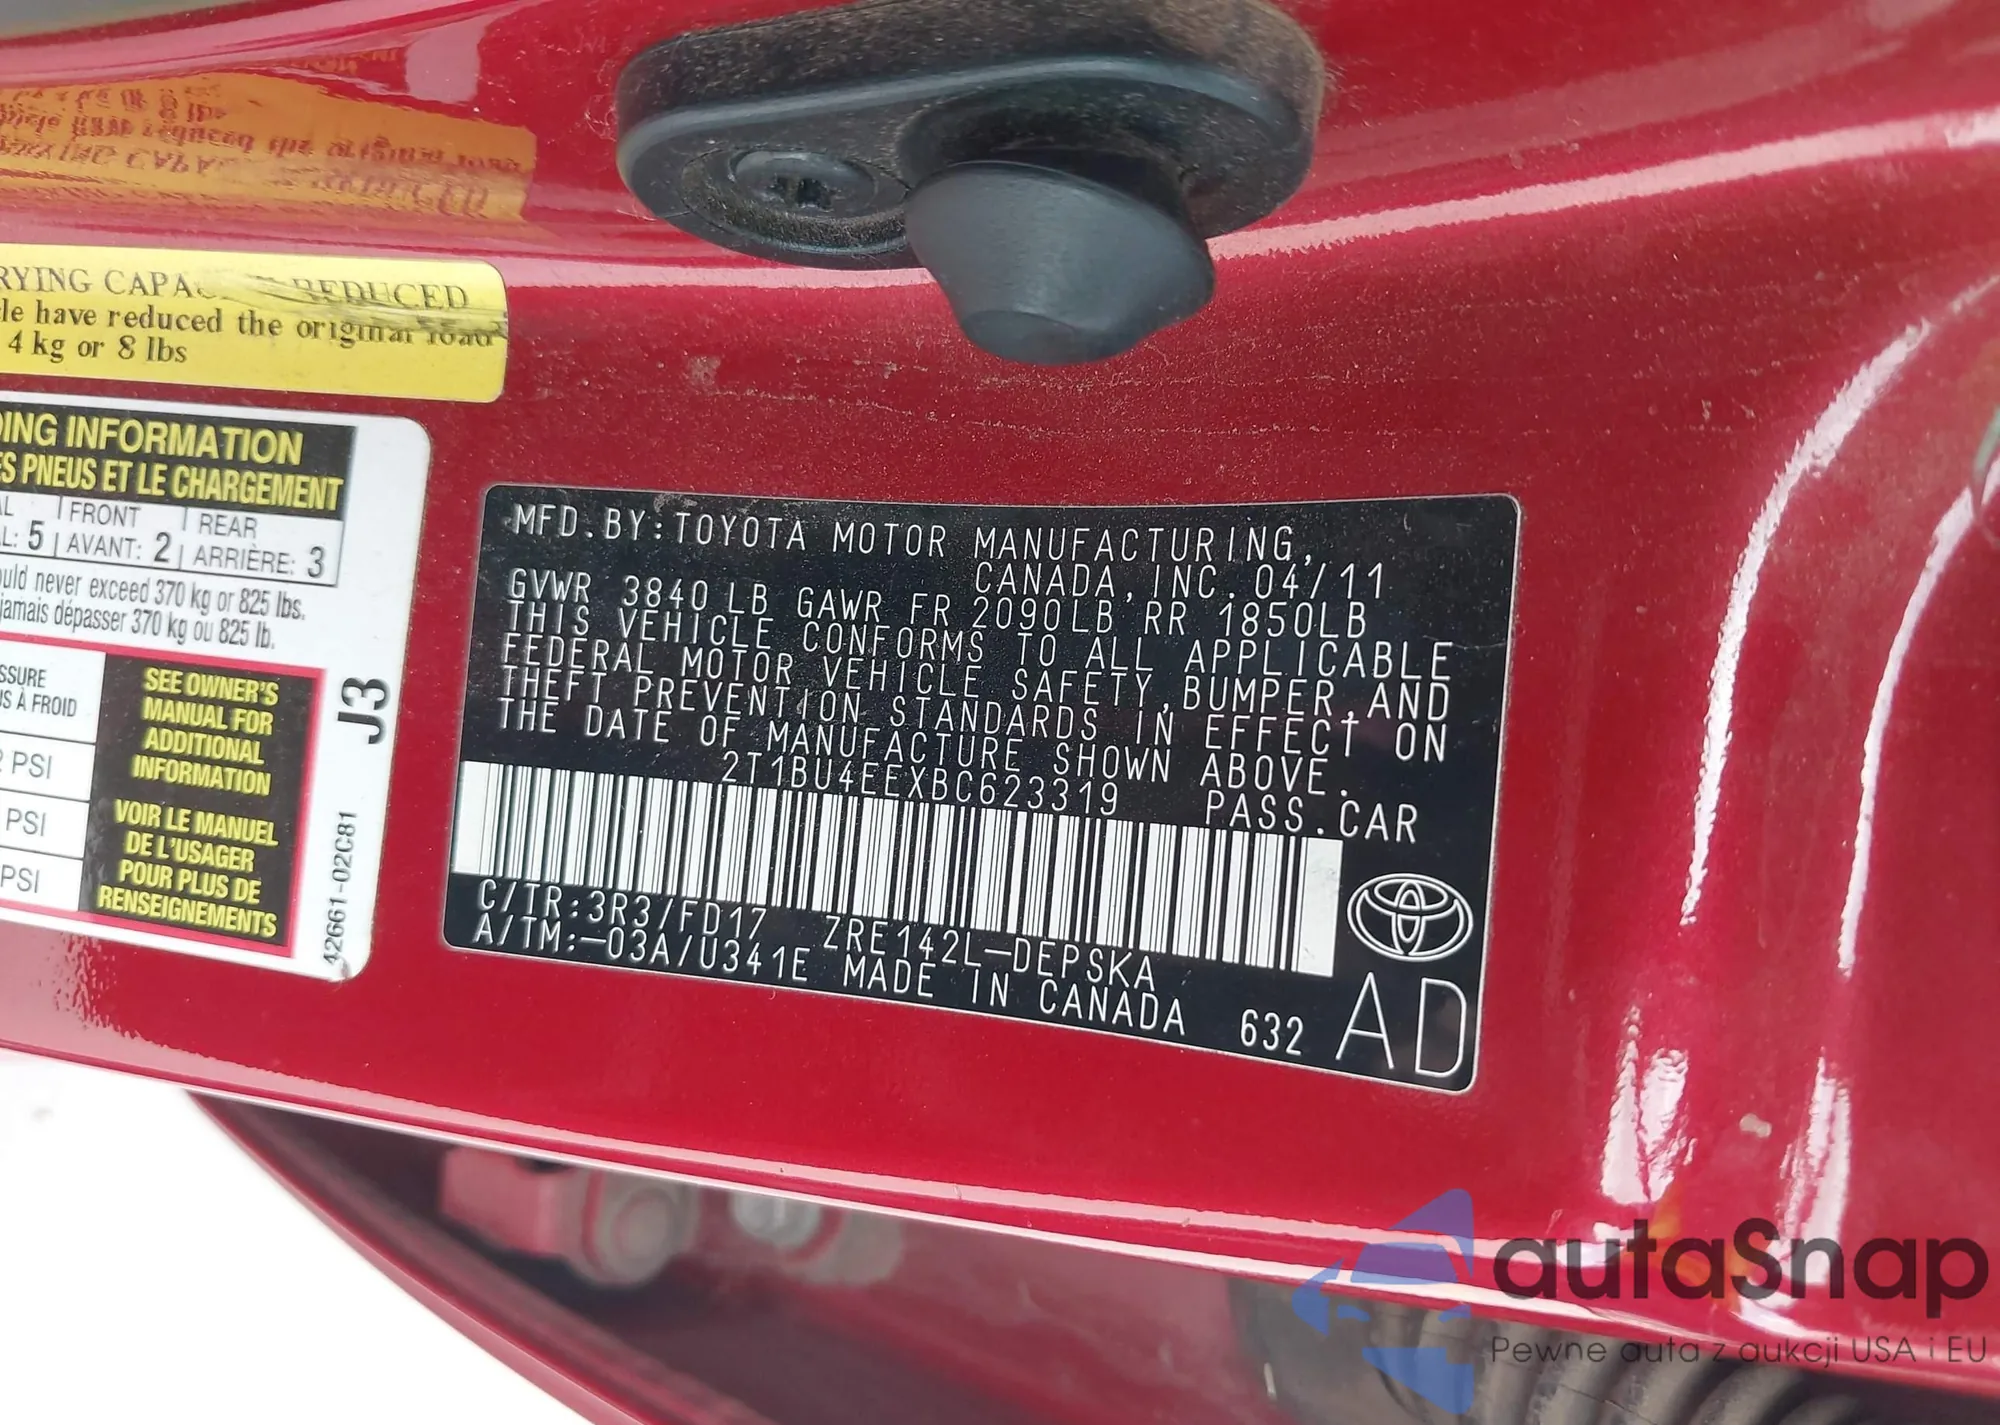 RYING CAPA REDUCED
le have reduced the original load
4 kg or 8 lbs
DING INFORMATION
ES PNEUS ET LE CHARGEMENT
AL | FRONT | REAR
L: 5 | AVANT: 2 | ARRIÈRE: 3
uld never exceed 370 kg or 825 lbs.
jamais dépasser 370 kg ou 825 lb.
SSURE
S À FROID
PSI
PSI
PSI
SEE OWNER'S
MANUAL FOR
ADDITIONAL
INFORMATION
VOIR LE MANUEL
DE L'USAGER
POUR PLUS DE
RENSEIGNEMENTS
J3
42661-02C81
MFD.BY:TOYOTA MOTOR MANUFACTURING,
CANADA,INC.04/11
GVWR 3840 LB GAWR FR 2090LB RR 1850LB
THIS VEHICLE CONFORMS TO ALL APPLICABLE
FEDERAL MOTOR VEHICLE SAFETY,BUMPER,AND
THEFT PREVENTION STANDARDS IN EFFECT ON
THE DATE OF MANUFACTURE SHOWN ABOVE.
2T1BU4EEXBC623319 PASS.CAR
C/TR:3R3/FD17 ZRE142L-DEPSKA
A/TM:-03A/U341E MADE IN CANADA 632
AD
autaSnap
Pewne auta z aukcji USA i EU